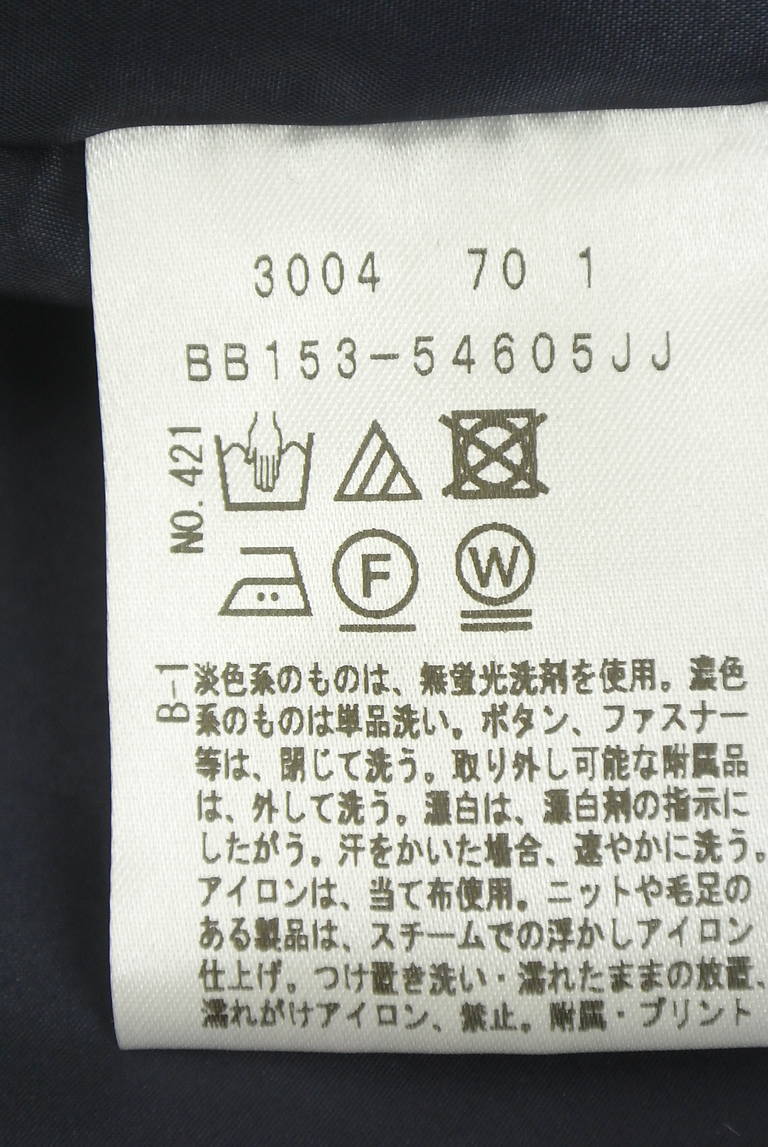 3004 70 1
BB153-54605JJ
NO.421
F W
B-1
淡色系のものは、無蛍光洗剤を使用。濃色
系のものは単品洗い。ボタン、ファスナー
等は、閉じて洗う。取り外し可能な附属品
は、外して洗う。漂白は、漂白剤の指示に
したがう。汗をかいた場合、速やかに洗う。
アイロンは、当て布使用。ニットや毛足の
ある製品は、スチームでの浮かしアイロン
仕上げ。つけ置き洗い・濡れたままの放置、
濡れがけアイロン、禁止。附属・プリント